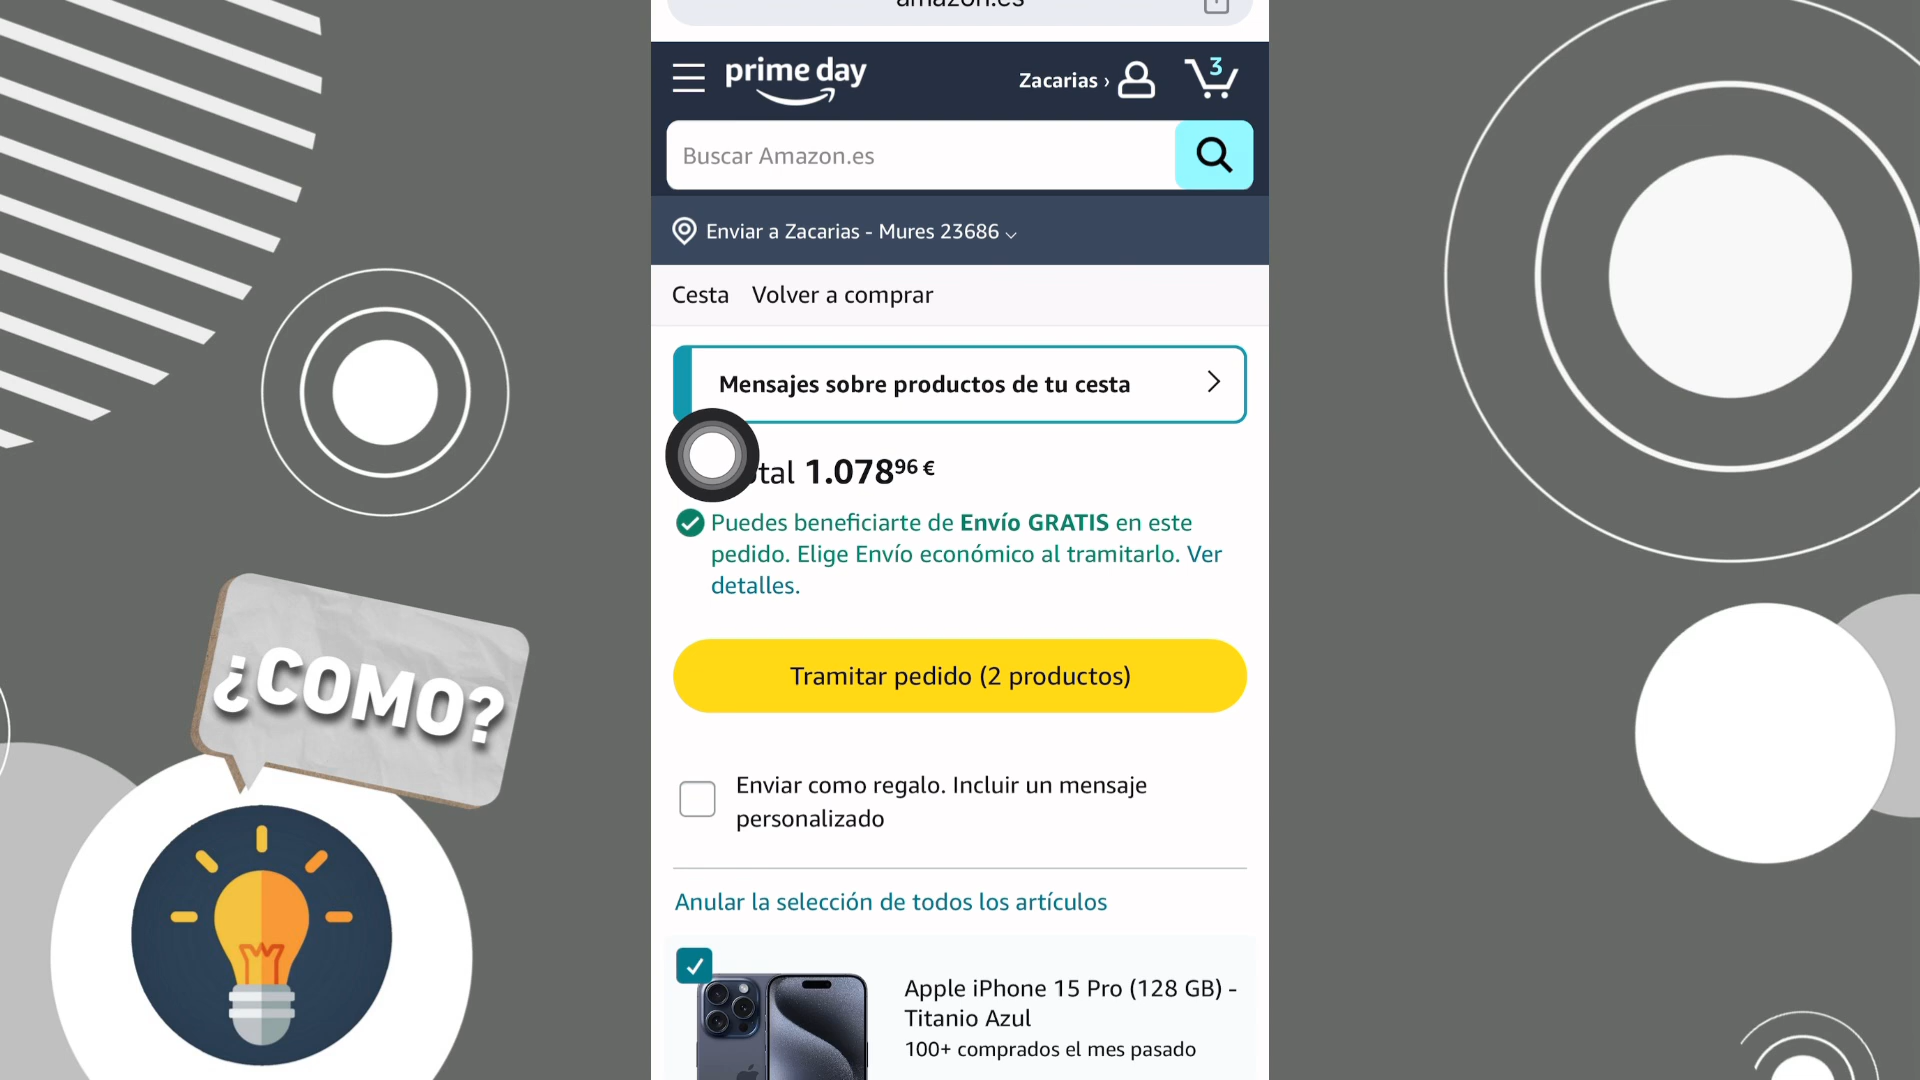 amazon.es
prime day
Zacarias ›
3
Buscar Amazon.es
Enviar a Zacarias - Mures 23686
Cesta Volver a comprar
Mensajes sobre productos de tu cesta
tal 1.078⁹⁶ €
Puedes beneficiarte de Envío GRATIS en este
pedido. Elige Envío económico al tramitarlo. Ver
detalles.
Tramitar pedido (2 productos)
Enviar como regalo. Incluir un mensaje
personalizado
Anular la selección de todos los artículos
Apple iPhone 15 Pro (128 GB) -
Titanio Azul
100+ comprados el mes pasado
¿COMO?